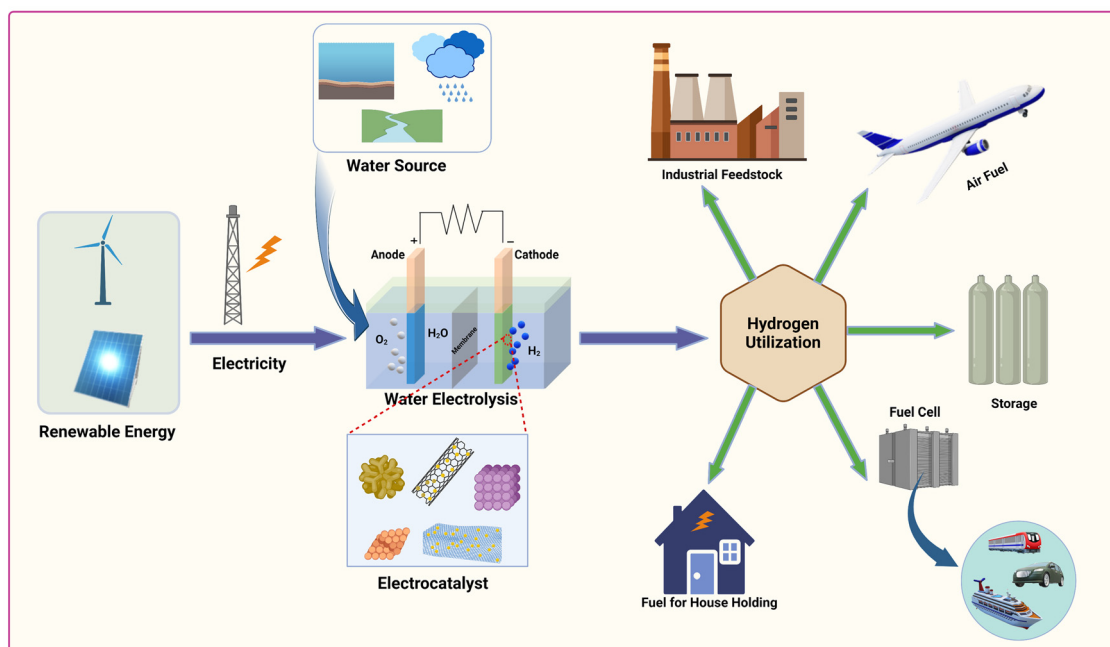 Water Source
Industrial Feedstock
Air Fuel
Renewable Energy
Electricity
+
−
Anode
Cathode
O₂
H₂O
Membrane
H₂
Water Electrolysis
Electrocatalyst
Hydrogen
Utilization
Storage
Fuel Cell
Fuel for House Holding